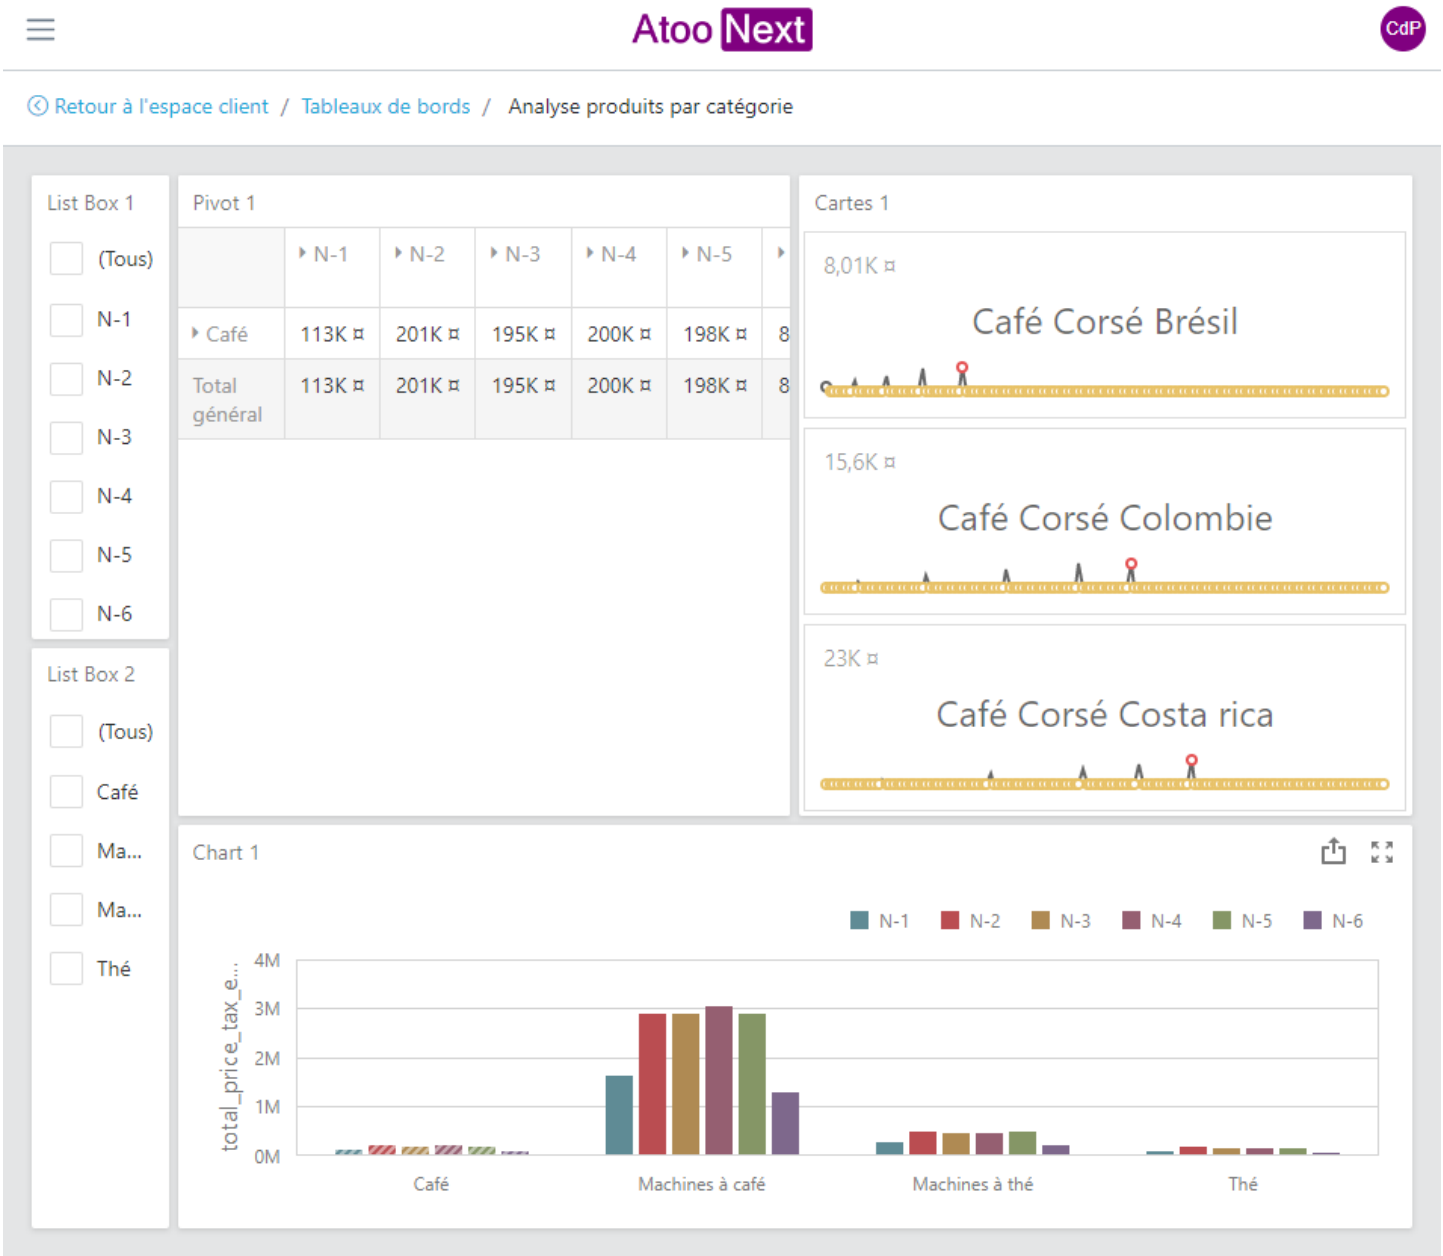 Atoo Next
CdP
Retour à l'espace client / Tableaux de bords / Analyse produits par catégorie
List Box 1
(Tous)
N-1
N-2
N-3
N-4
N-5
N-6
List Box 2
(Tous)
Café
Ma...
Ma...
Thé
Pivot 1
N-1 N-2 N-3 N-4 N-5
Café 113K ¤ 201K ¤ 195K ¤ 200K ¤ 198K ¤ 8
Total général 113K ¤ 201K ¤ 195K ¤ 200K ¤ 198K ¤ 8
Cartes 1
8,01K ¤
Café Corsé Brésil
15,6K ¤
Café Corsé Colombie
23K ¤
Café Corsé Costa rica
Chart 1
N-1 N-2 N-3 N-4 N-5 N-6
total_price_tax_e...
4M
3M
2M
1M
0M
Café Machines à café Machines à thé Thé